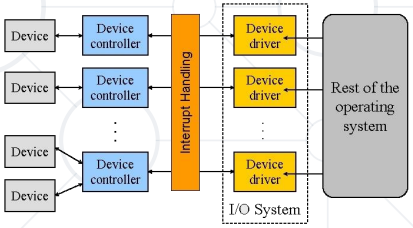 Device
Device
controller
Device
driver
Device
Device
controller
Device
driver
Interrupt Handling
Rest of the
operating
system
Device
Device
Device
controller
Device
driver
I/O System